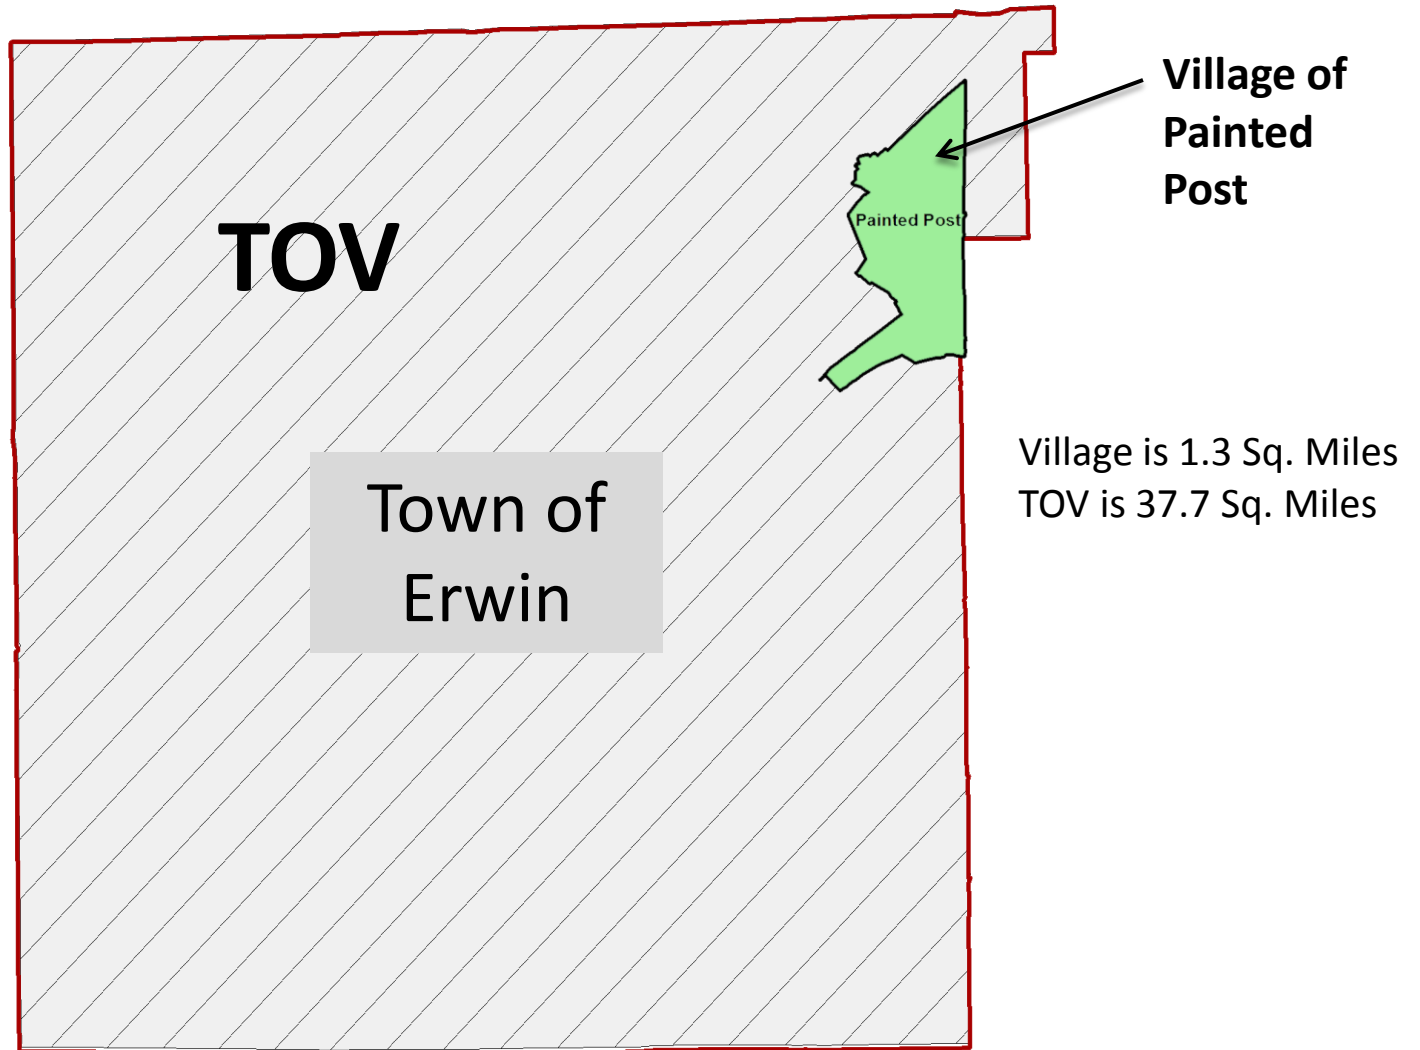 Village of
Painted
Post
Painted Post
TOV
Village is 1.3 Sq. Miles
TOV is 37.7 Sq. Miles
Town of
Erwin